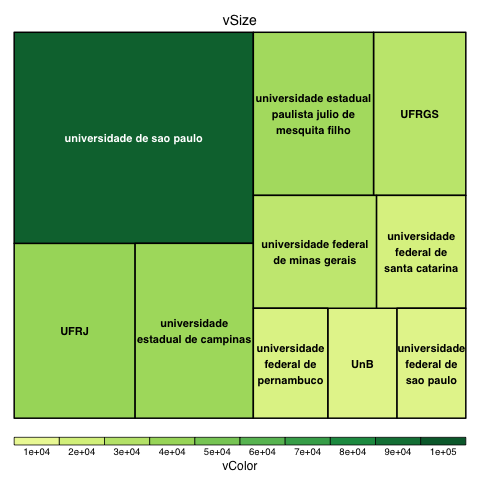 vSize
universidade de sao paulo
universidade estadual
paulista julio de
mesquita filho
UFRGS
universidade federal
de minas gerais
universidade
federal de
santa catarina
UFRJ
universidade
estadual de campinas
universidade
federal de
pernambuco
UnB
universidade
federal de
sao paulo
1e+04 2e+04 3e+04 4e+04 5e+04 6e+04 7e+04 8e+04 9e+04 1e+05
vColor